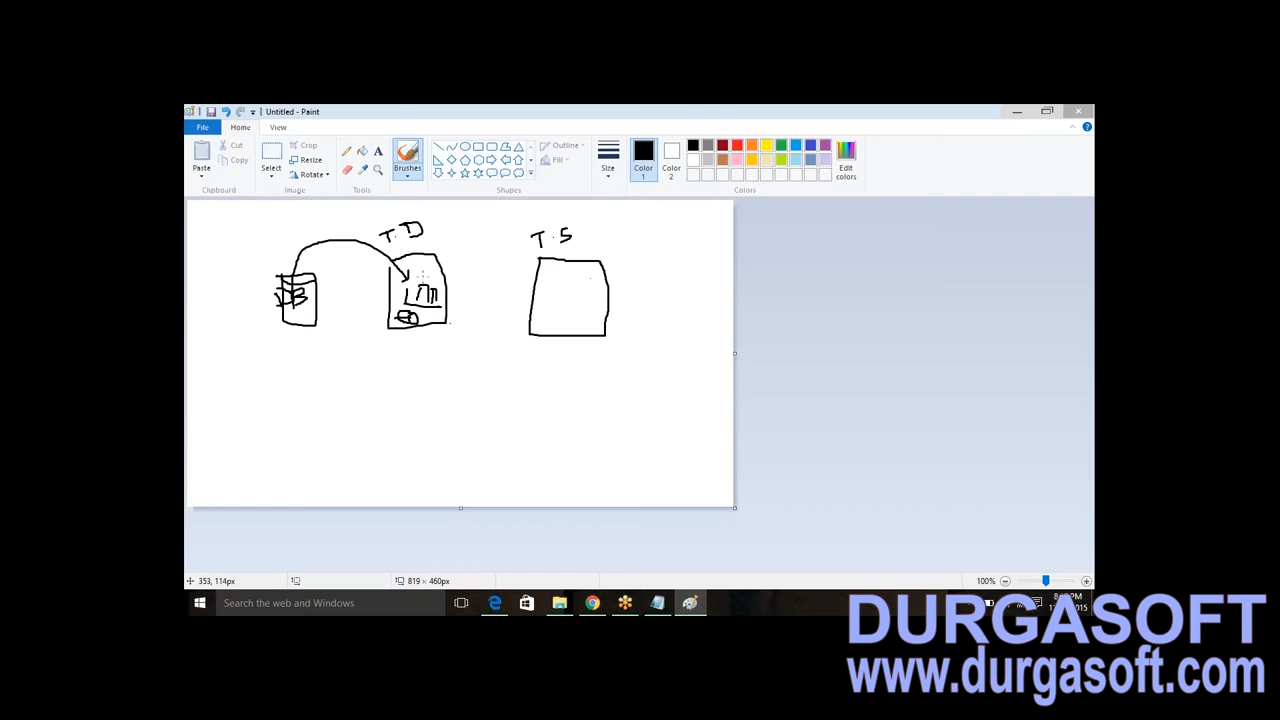 Untitled - Paint
File
Home
View
Cut
Copy
Paste
Clipboard
Crop
Resize
Rotate
Select
Image
Tools
Brushes
Outline
Fill
Shapes
Size
Color
1
Color
2
Edit
colors
Colors
T.D
T.S
B
353, 114px
819 × 460px
100%
Search the web and Windows
DURGASOFT
www.durgasoft.com